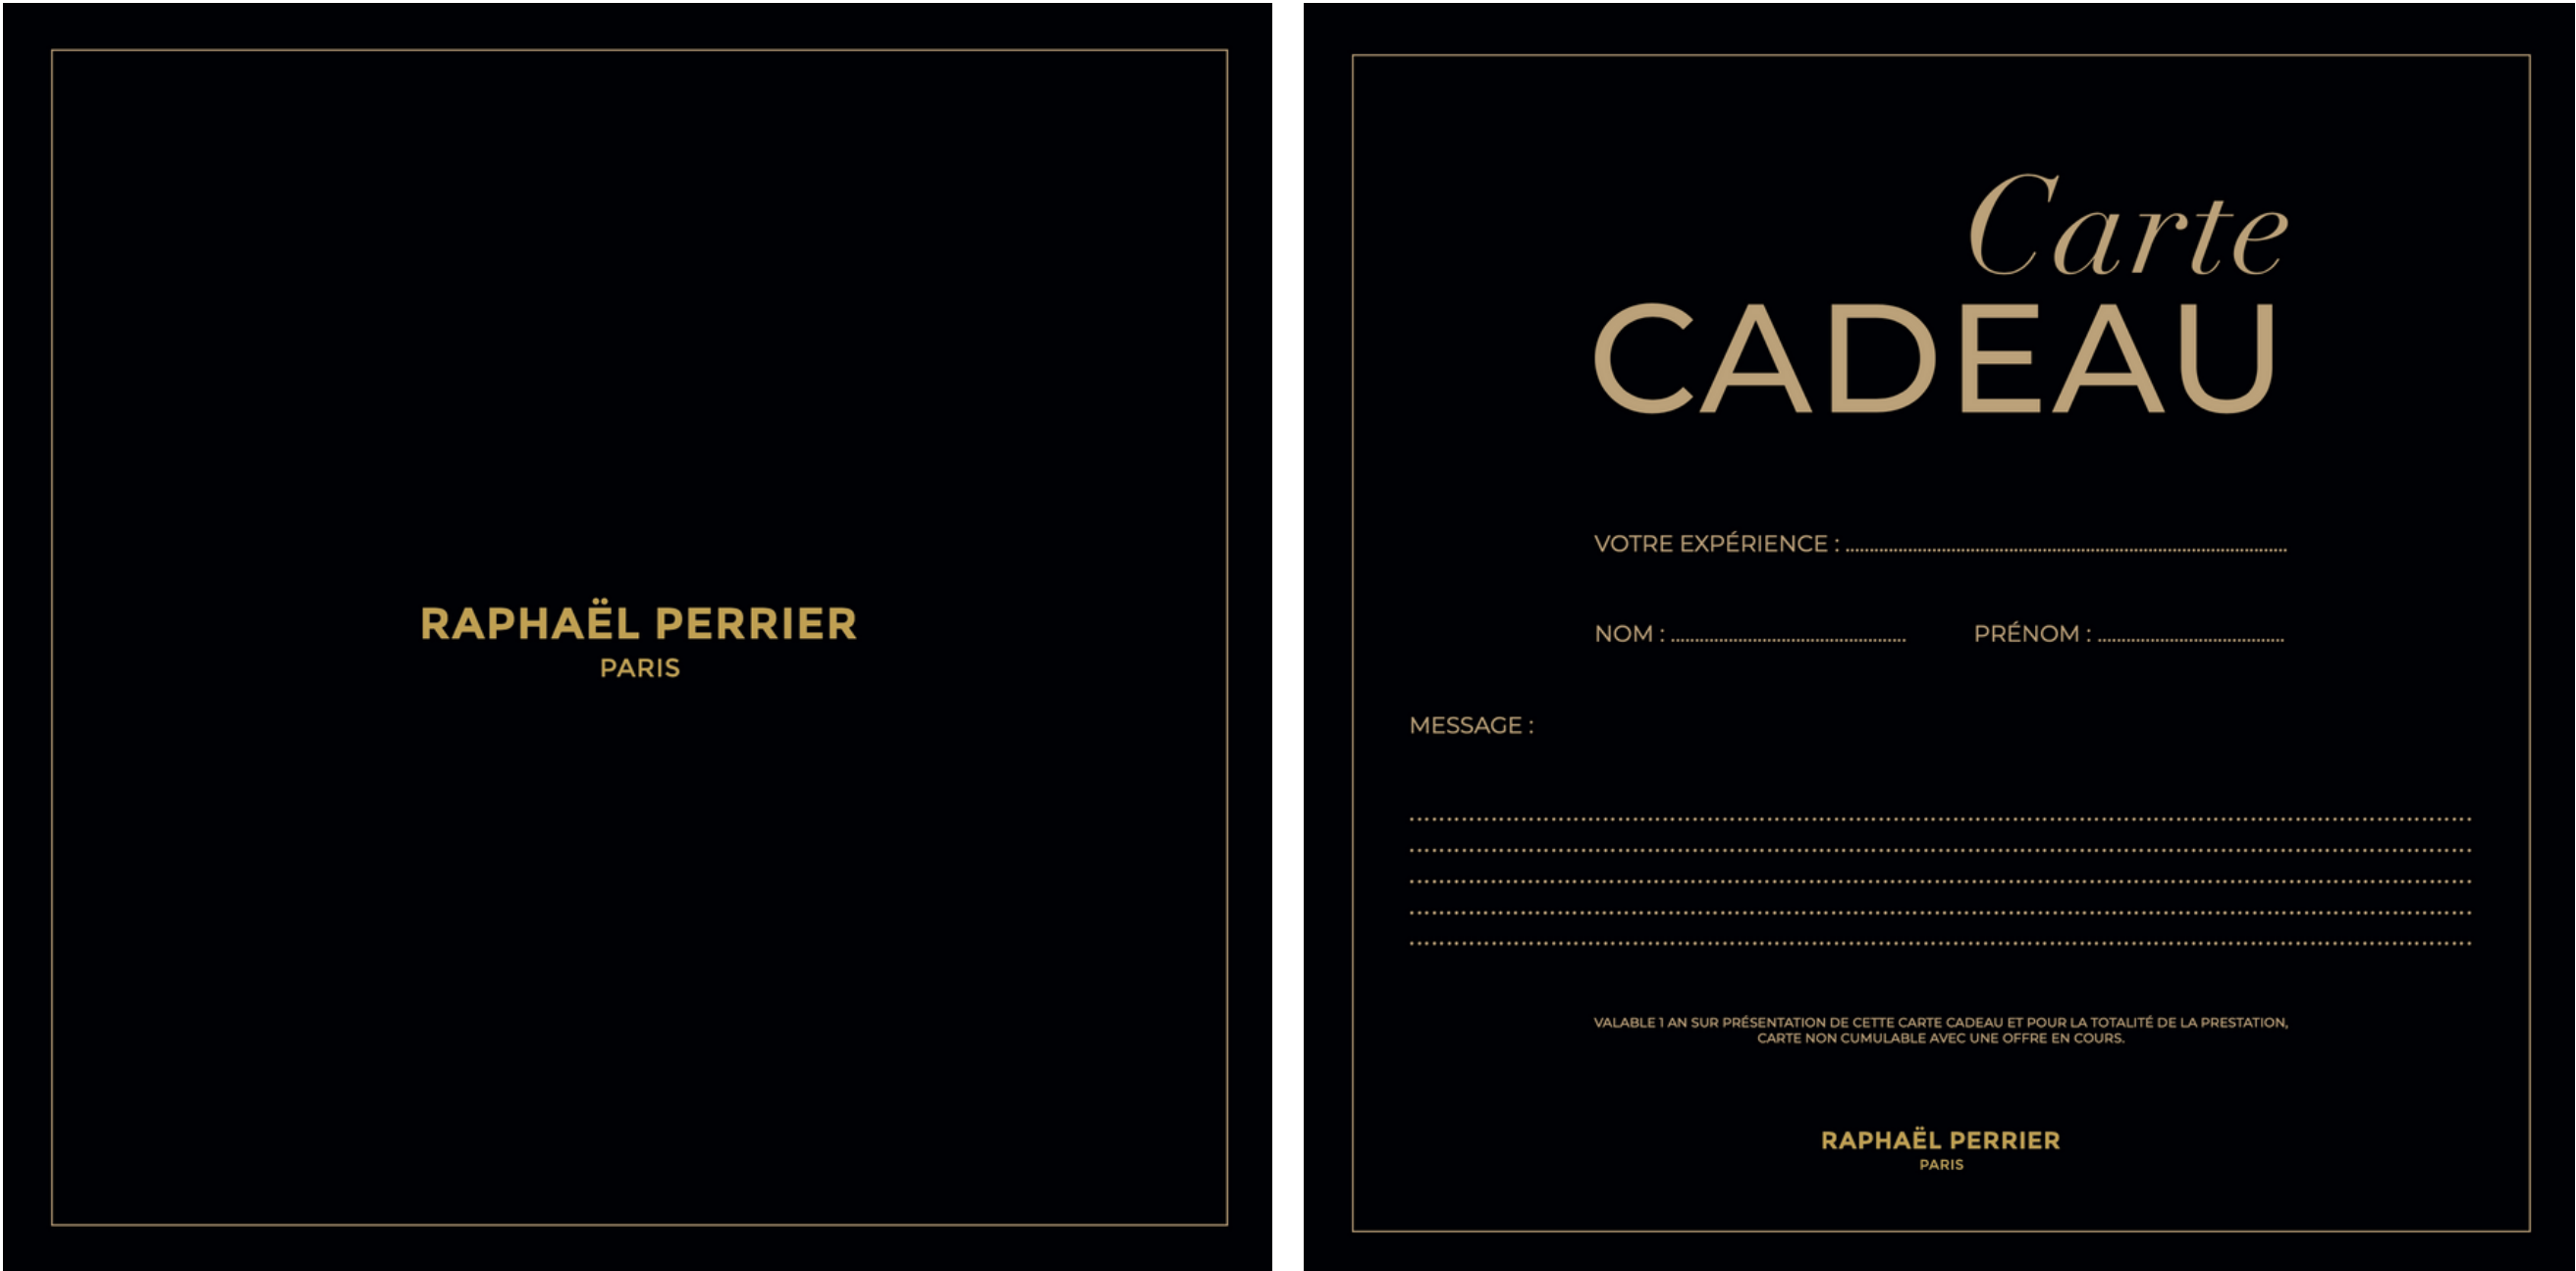 RAPHAËL PERRIER
PARIS
Carte
CADEAU
VOTRE EXPÉRIENCE : ..........................................................................................
NOM : ................................................ PRÉNOM : ......................................
MESSAGE :
VALABLE 1 AN SUR PRÉSENTATION DE CETTE CARTE CADEAU ET POUR LA TOTALITÉ DE LA PRESTATION,
CARTE NON CUMULABLE AVEC UNE OFFRE EN COURS.
RAPHAËL PERRIER
PARIS